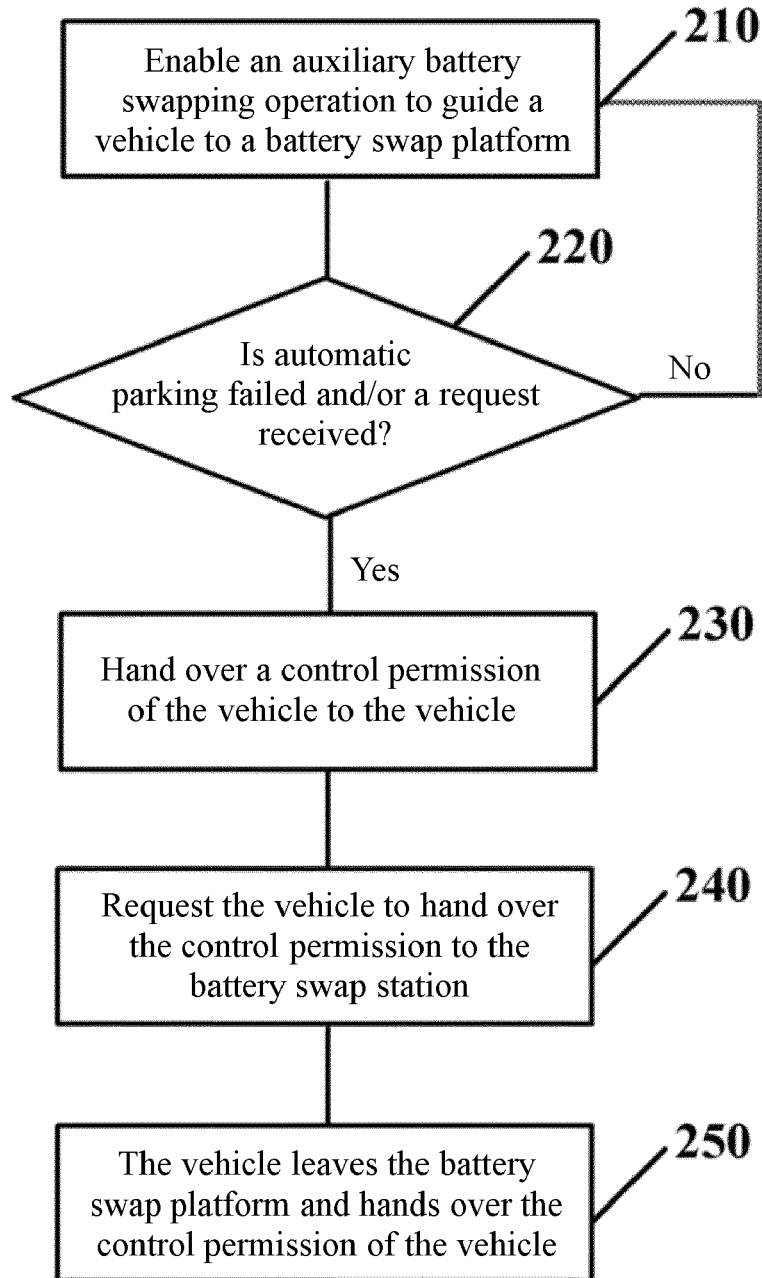 210
Enable an auxiliary battery
swapping operation to guide a
vehicle to a battery swap platform
220
Is automatic
parking failed and/or a request
received?
No
Yes
230
Hand over a control permission
of the vehicle to the vehicle
240
Request the vehicle to hand over
the control permission to the
battery swap station
250
The vehicle leaves the battery
swap platform and hands over the
control permission of the vehicle